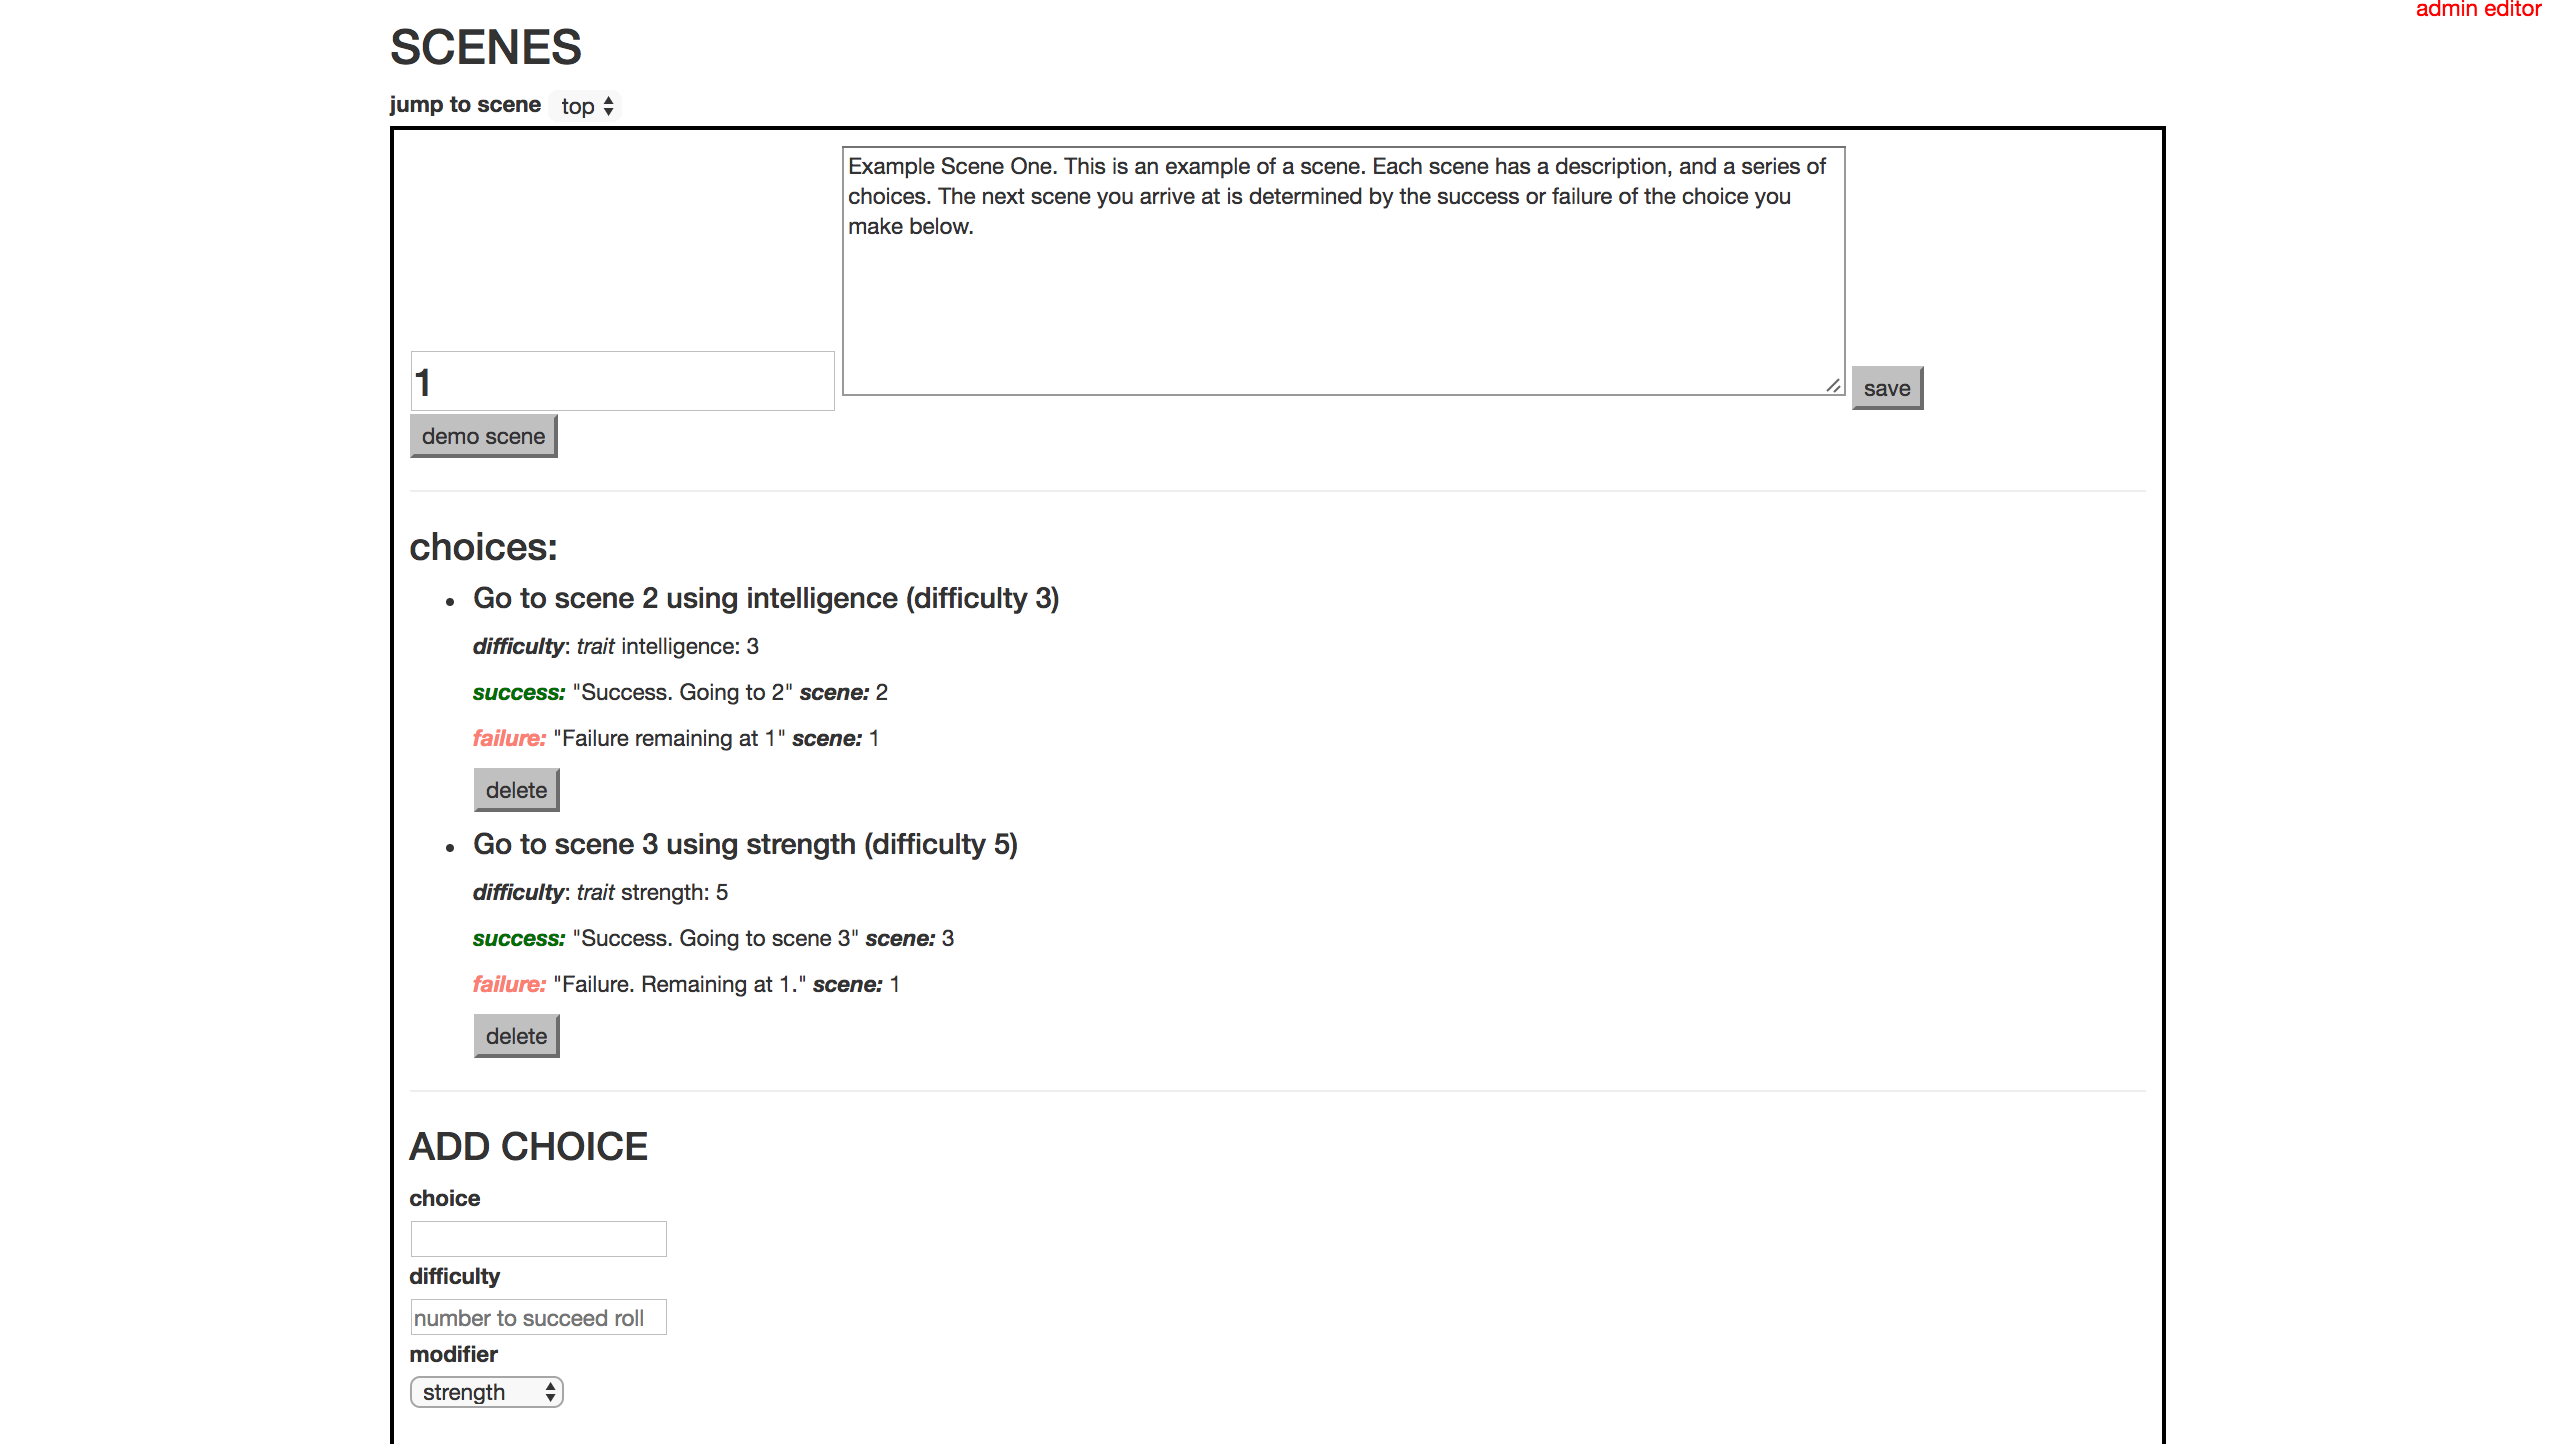 admin editor
SCENES
jump to scene top
Example Scene One. This is an example of a scene. Each scene has a description, and a series of
choices. The next scene you arrive at is determined by the success or failure of the choice you
make below.
1
save
demo scene
choices:
Go to scene 2 using intelligence (difficulty 3)
difficulty: trait intelligence: 3
success: "Success. Going to 2" scene: 2
failure: "Failure remaining at 1" scene: 1
delete
Go to scene 3 using strength (difficulty 5)
difficulty: trait strength: 5
success: "Success. Going to scene 3" scene: 3
failure: "Failure. Remaining at 1." scene: 1
delete
ADD CHOICE
choice
difficulty
number to succeed roll
modifier
strength